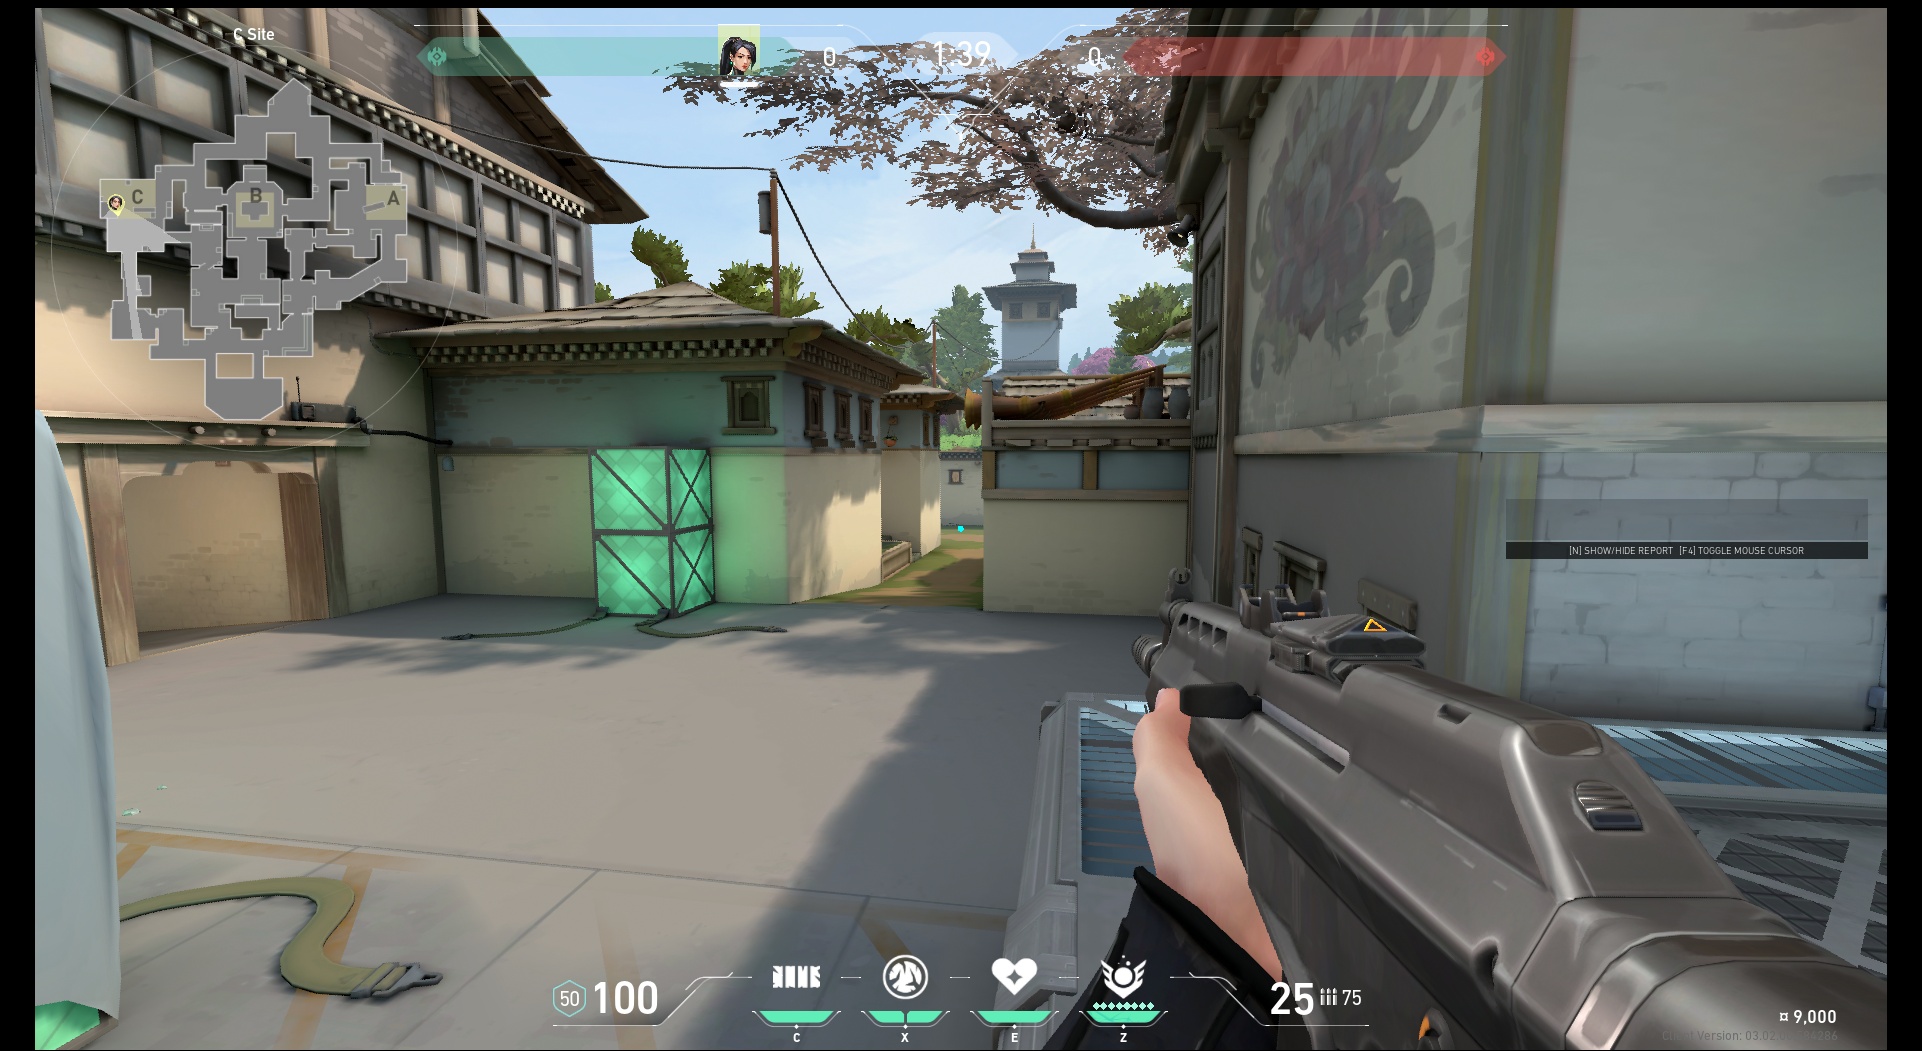 C Site
0
1:39
0
C
B
A
[N] SHOW/HIDE REPORT [F4] TOGGLE MOUSE CURSOR
50 100
25 75
¤ 9,000
C
X
E
Z